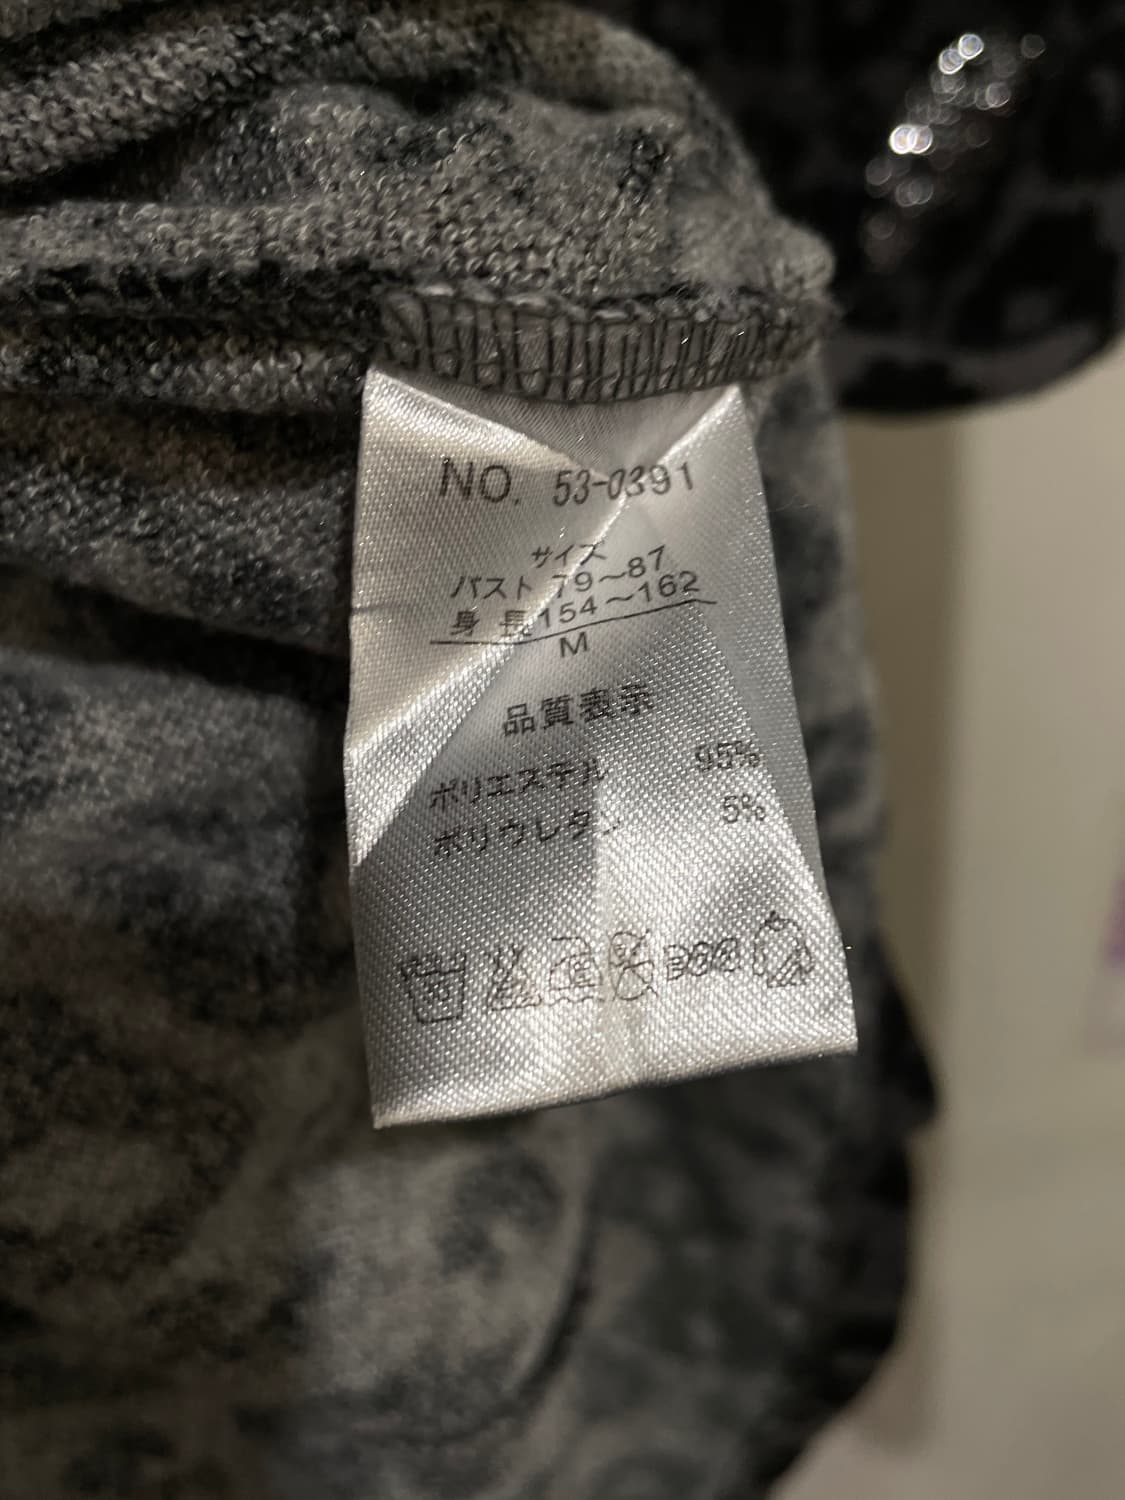 NO. 53-0391
サイズ
バスト 79～87
身 長 154～162
M
品質表示
ポリエステル 95%
ポリウレタン 5%